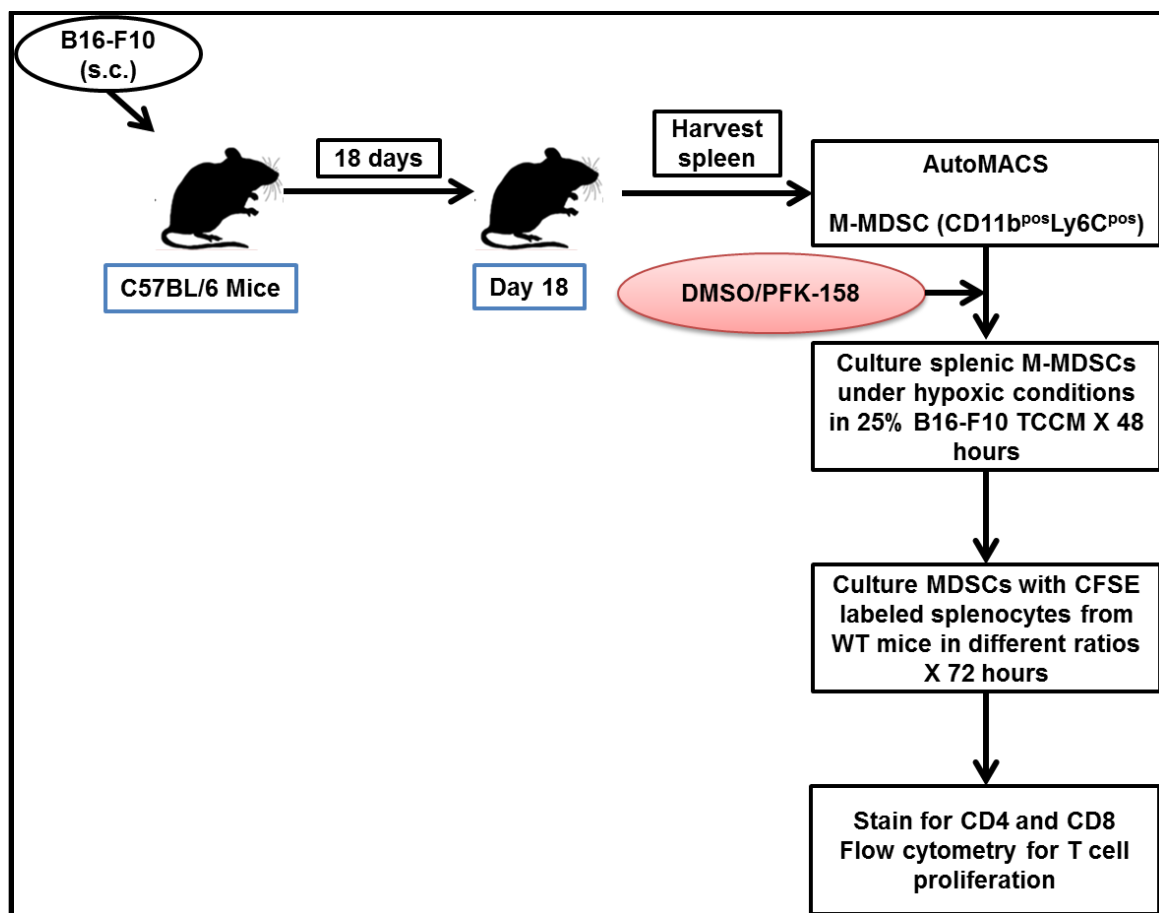 B16-F10
(s.c.)
18 days
Harvest
spleen
AutoMACS
M-MDSC (CD11bposLy6Cpos)
C57BL/6 Mice
Day 18
DMSO/PFK-158
Culture splenic M-MDSCs
under hypoxic conditions
in 25% B16-F10 TCCM X 48
hours
Culture MDSCs with CFSE
labeled splenocytes from
WT mice in different ratios
X 72 hours
Stain for CD4 and CD8
Flow cytometry for T cell
proliferation